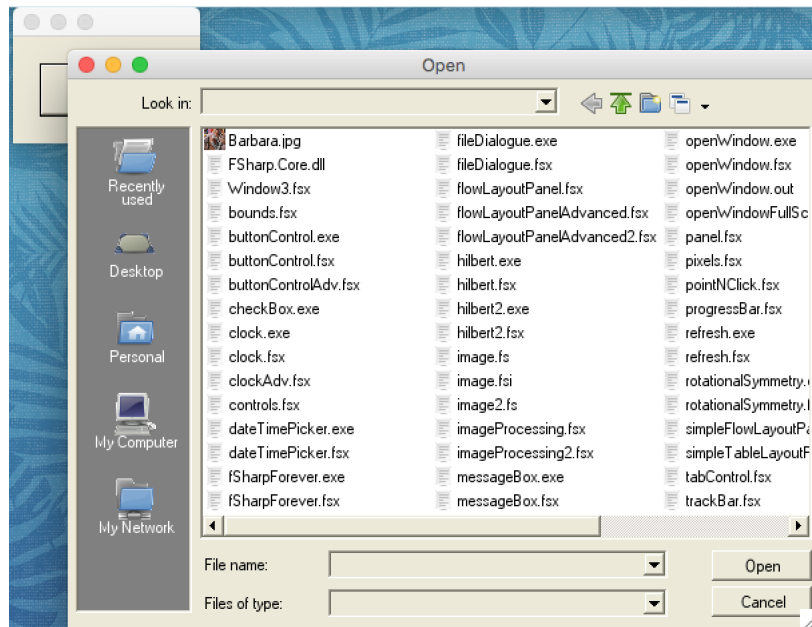 Open
Look in:
Recently
used
Desktop
Personal
My Computer
My Network
Barbara.jpg
FSharp.Core.dll
Window3.fsx
bounds.fsx
buttonControl.exe
buttonControl.fsx
buttonControlAdv.fsx
checkBox.exe
clock.exe
clock.fsx
clockAdv.fsx
controls.fsx
dateTimePicker.exe
dateTimePicker.fsx
fSharpForever.exe
fSharpForever.fsx
fileDialogue.exe
fileDialogue.fsx
flowLayoutPanel.fsx
flowLayoutPanelAdvanced.fsx
flowLayoutPanelAdvanced2.fsx
hilbert.exe
hilbert.fsx
hilbert2.exe
hilbert2.fsx
image.fs
image.fsi
image2.fs
imageProcessing.fsx
imageProcessing2.fsx
messageBox.exe
messageBox.fsx
openWindow.exe
openWindow.fsx
openWindow.out
openWindowFullSc
panel.fsx
pixels.fsx
pointNClick.fsx
progressBar.fsx
refresh.exe
refresh.fsx
rotationalSymmetry.
rotationalSymmetry.
simpleFlowLayoutPa
simpleTableLayoutP
tabControl.fsx
trackBar.fsx
File name:
Open
Files of type:
Cancel